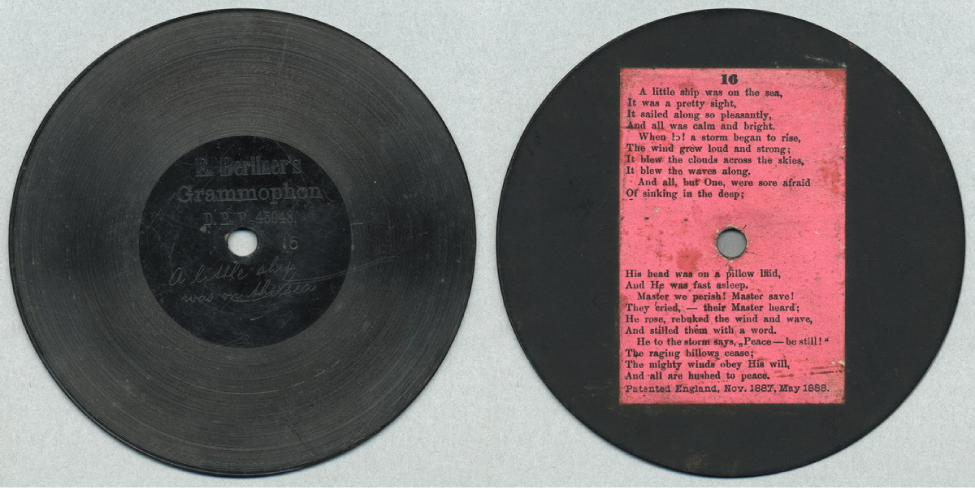 E. Berliner's
Grammophon
D. R. P. 45048.
16
A little ship
was on the sea
16
A little ship was on the sea,
It was a pretty sight,
It sailed along so pleasantly,
And all was calm and bright.
When lo! a storm began to rise,
The wind grew loud and strong;
It blew the clouds across the skies,
It blew the waves along.
And all, but One, were sore afraid
Of sinking in the deep;
His head was on a pillow laid,
And He was fast asleep.
Master we perish! Master save!
They cried, — their Master heard;
He rose, rebuked the wind and wave,
And stilled them with a word.
He to the storm says, „Peace — be still!“
The raging billows cease;
The mighty winds obey His will,
And all are hushed to peace.
Patented England, Nov. 1887, May 1888.